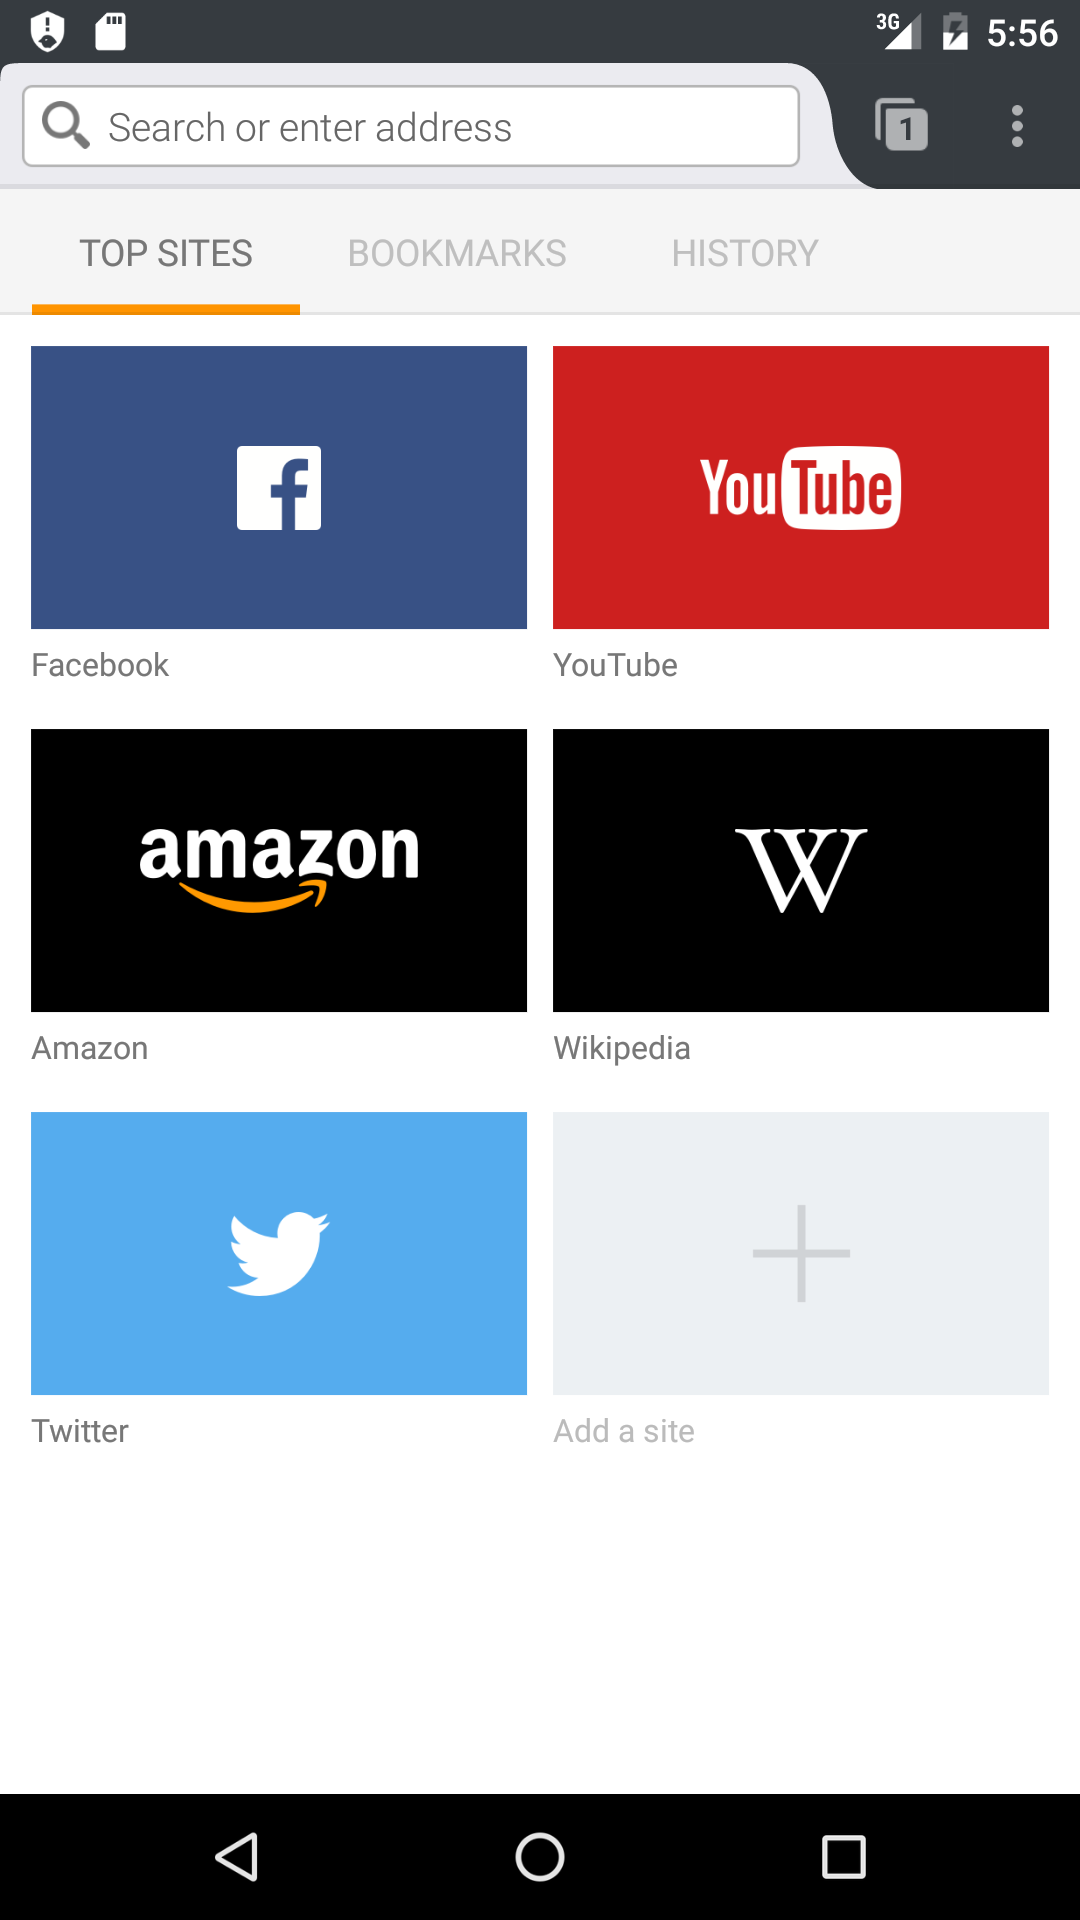 3G 5:56
Search or enter address 1
TOP SITES BOOKMARKS HISTORY
f YouTube
Facebook YouTube
amazon W
Amazon Wikipedia
Twitter Add a site